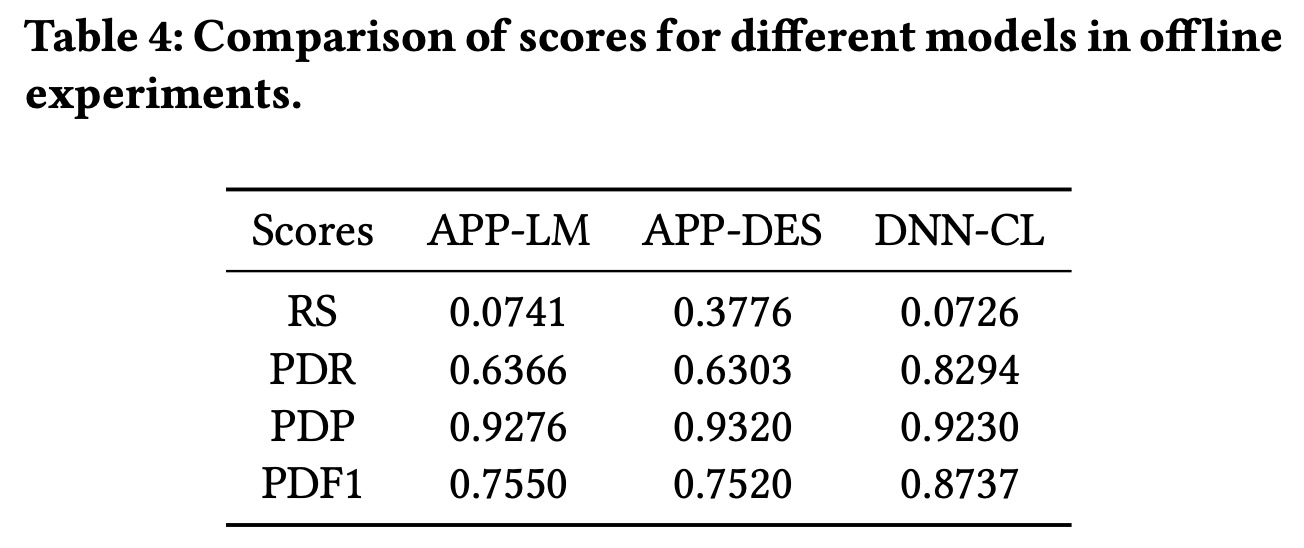 Table 4: Comparison of scores for different models in offline
experiments.
Scores APP-LM APP-DES DNN-CL
RS 0.0741 0.3776 0.0726
PDR 0.6366 0.6303 0.8294
PDP 0.9276 0.9320 0.9230
PDF1 0.7550 0.7520 0.8737